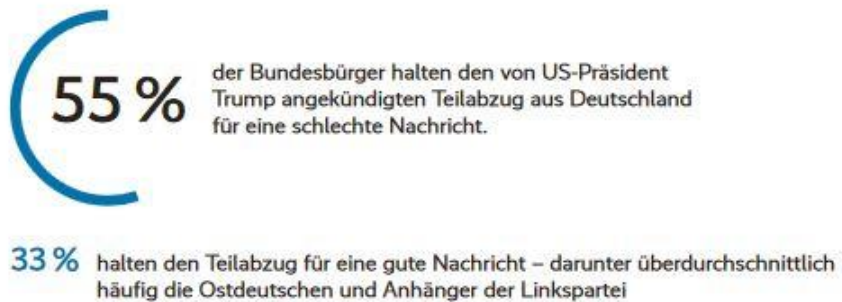 55 %
der Bundesbürger halten den von US-Präsident
Trump angekündigten Teilabzug aus Deutschland
für eine schlechte Nachricht.
33 % halten den Teilabzug für eine gute Nachricht – darunter überdurchschnittlich
häufig die Ostdeutschen und Anhänger der Linkspartei